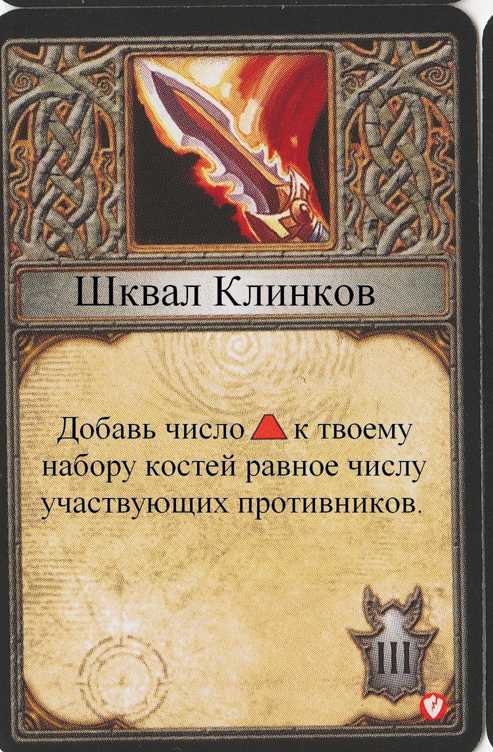 Шквал Клинков
Добавь число к твоему
набору костей равное числу
участвующих противников.
III